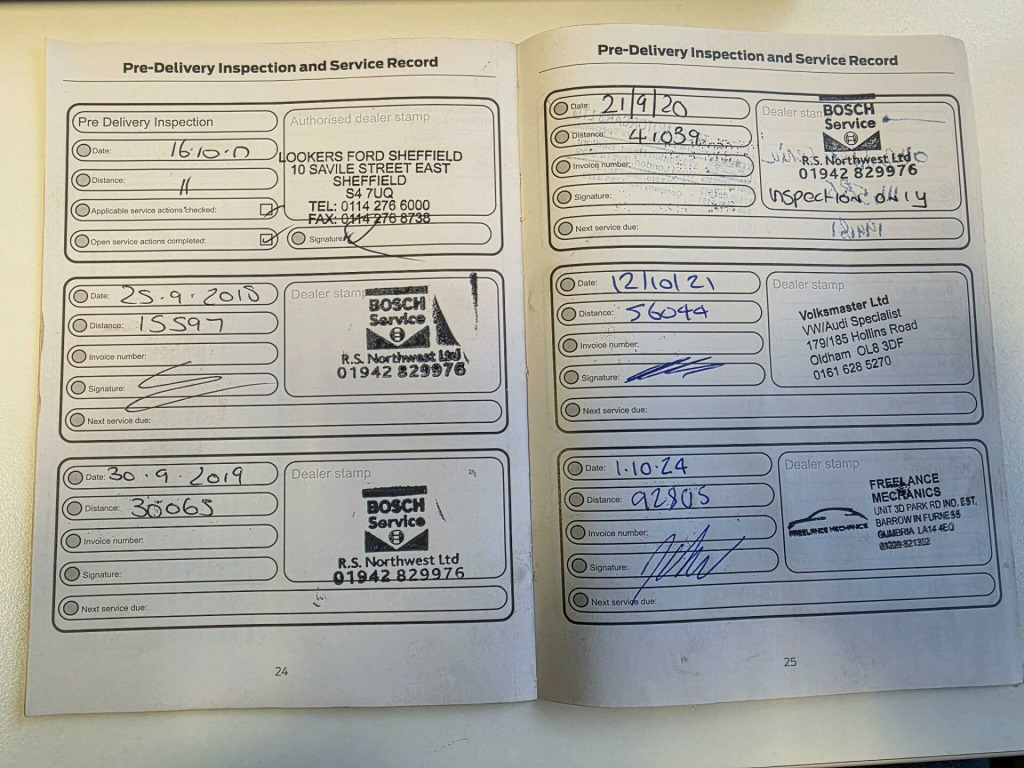 Pre-Delivery Inspection and Service Record
Pre Delivery Inspection
Date: 16.10.17
Distance: 11
Applicable service actions checked:
Open service actions completed:
Authorised dealer stamp
LOOKERS FORD SHEFFIELD
10 SAVILE STREET EAST
SHEFFIELD
S4 7UQ
TEL: 0114 276 6000
FAX: 0114 276 8738
Signature
Date: 25.9.2018
Distance: 15597
Invoice number:
Signature:
Next service due:
Dealer stamp
BOSCH
Service
R.S. Northwest Ltd
01942 829976
Date: 30.9.2019
Distance: 30065
Invoice number:
Signature:
Next service due:
Dealer stamp
BOSCH
Service
R.S. Northwest Ltd
01942 829976
24
Pre-Delivery Inspection and Service Record
Date: 21/9/20
Distance: 41039
Invoice number:
Signature:
Next service due:
Dealer stam
BOSCH
Service
R.S. Northwest Ltd
01942 829976
Inspection only
Date: 12/10/21
Distance: 56044
Invoice number:
Signature:
Next service due:
Dealer stamp
Volksmaster Ltd
VW/Audi Specialist
179/185 Hollins Road
Oldham OL8 3DF
0161 628 5270
Date: 1.10.24
Distance: 92805
Invoice number:
Signature:
Next service due:
Dealer stamp
FREELANCE MECHANICS
FREELANCE
MECHANICS
UNIT 3D PARK RD IND. EST,
BARROW IN FURNESS
CUMBRIA LA14 4EQ
01229 821302
25